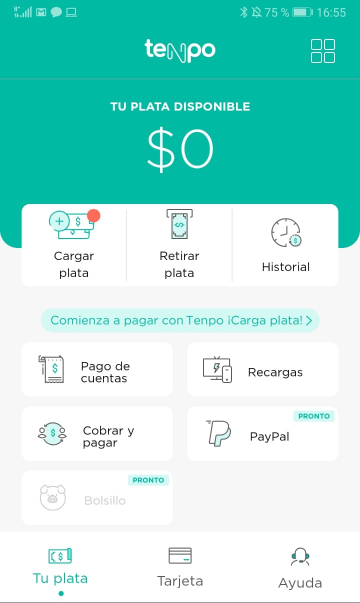 75 % 16:55
tenpo
TU PLATA DISPONIBLE
$0
Cargar
plata
Retirar
plata
Historial
Comienza a pagar con Tenpo ¡Carga plata!
Pago de
cuentas
Recargas
Cobrar y
pagar
PRONTO
PayPal
PRONTO
Bolsillo
Tu plata
Tarjeta
Ayuda